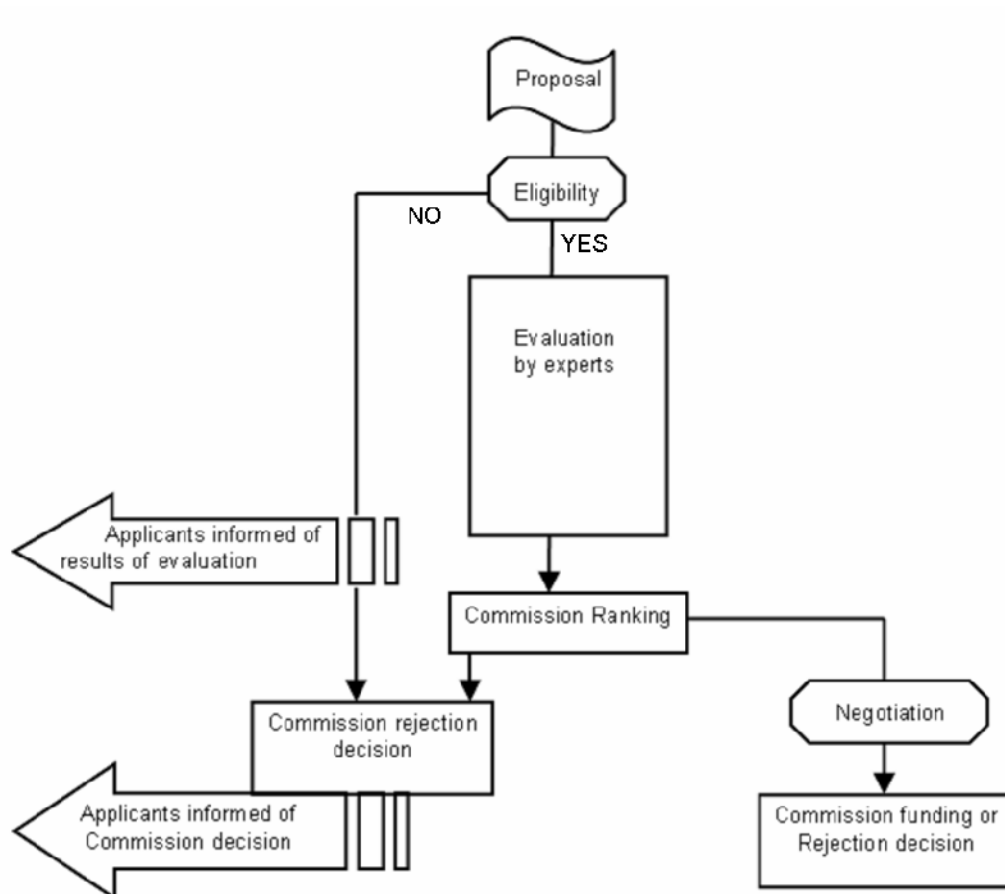 Proposal
Eligibility
NO
YES
Evaluation
by experts
Applicants informed of
results of evaluation
Commission Ranking
Commission rejection
decision
Negotiation
Applicants informed of
Commission decision
Commission funding or
Rejection decision